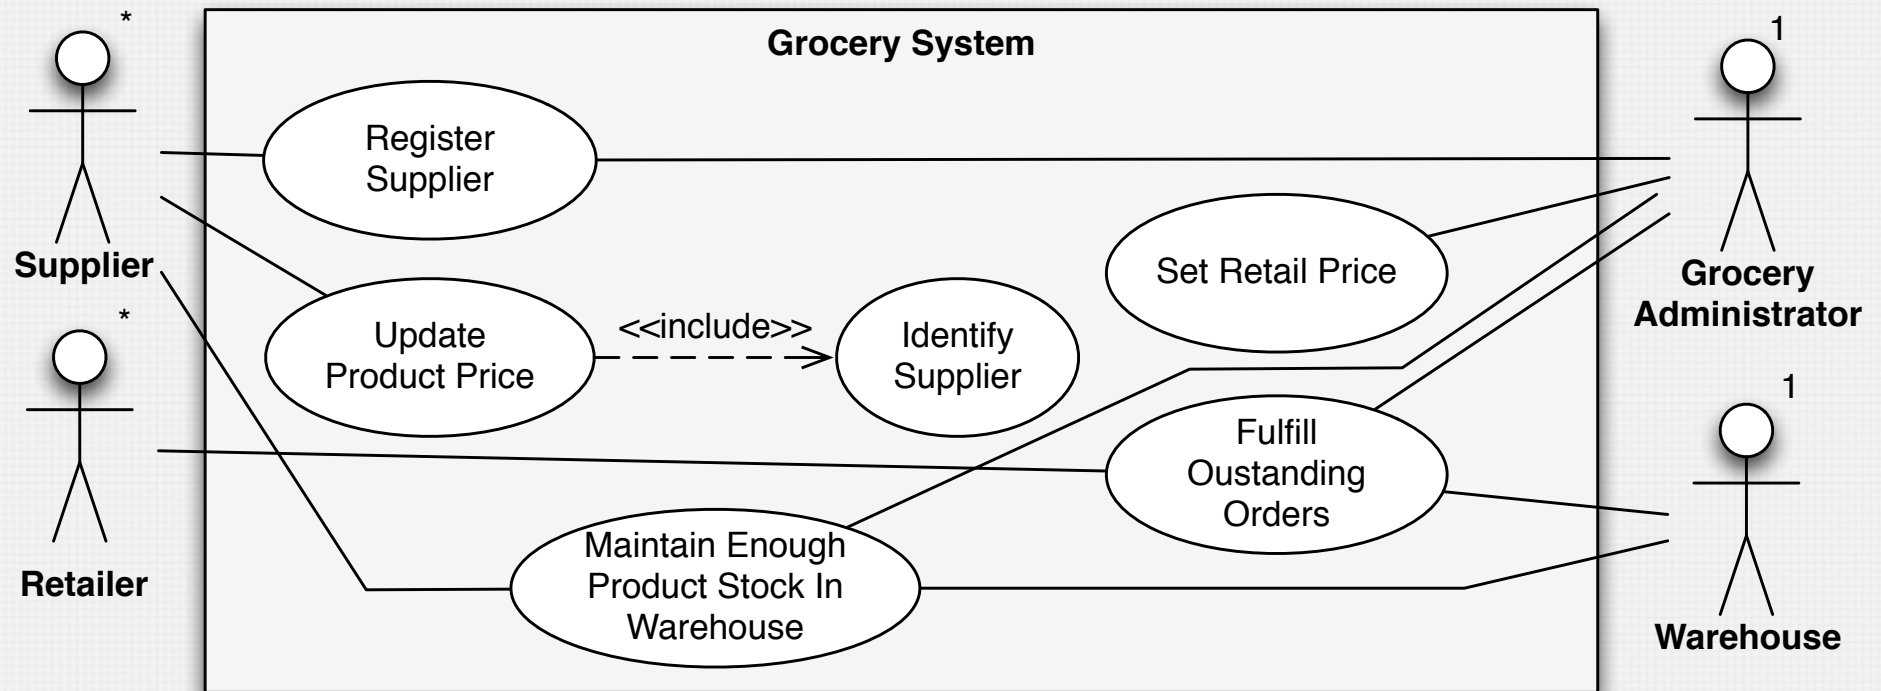 *
Grocery System
1
Register
Supplier
Supplier
Set Retail Price
Grocery
Administrator
*
Update
Product Price
<<include>>
Identify
Supplier
1
Fulfill
Oustanding
Orders
Retailer
Maintain Enough
Product Stock In
Warehouse
Warehouse